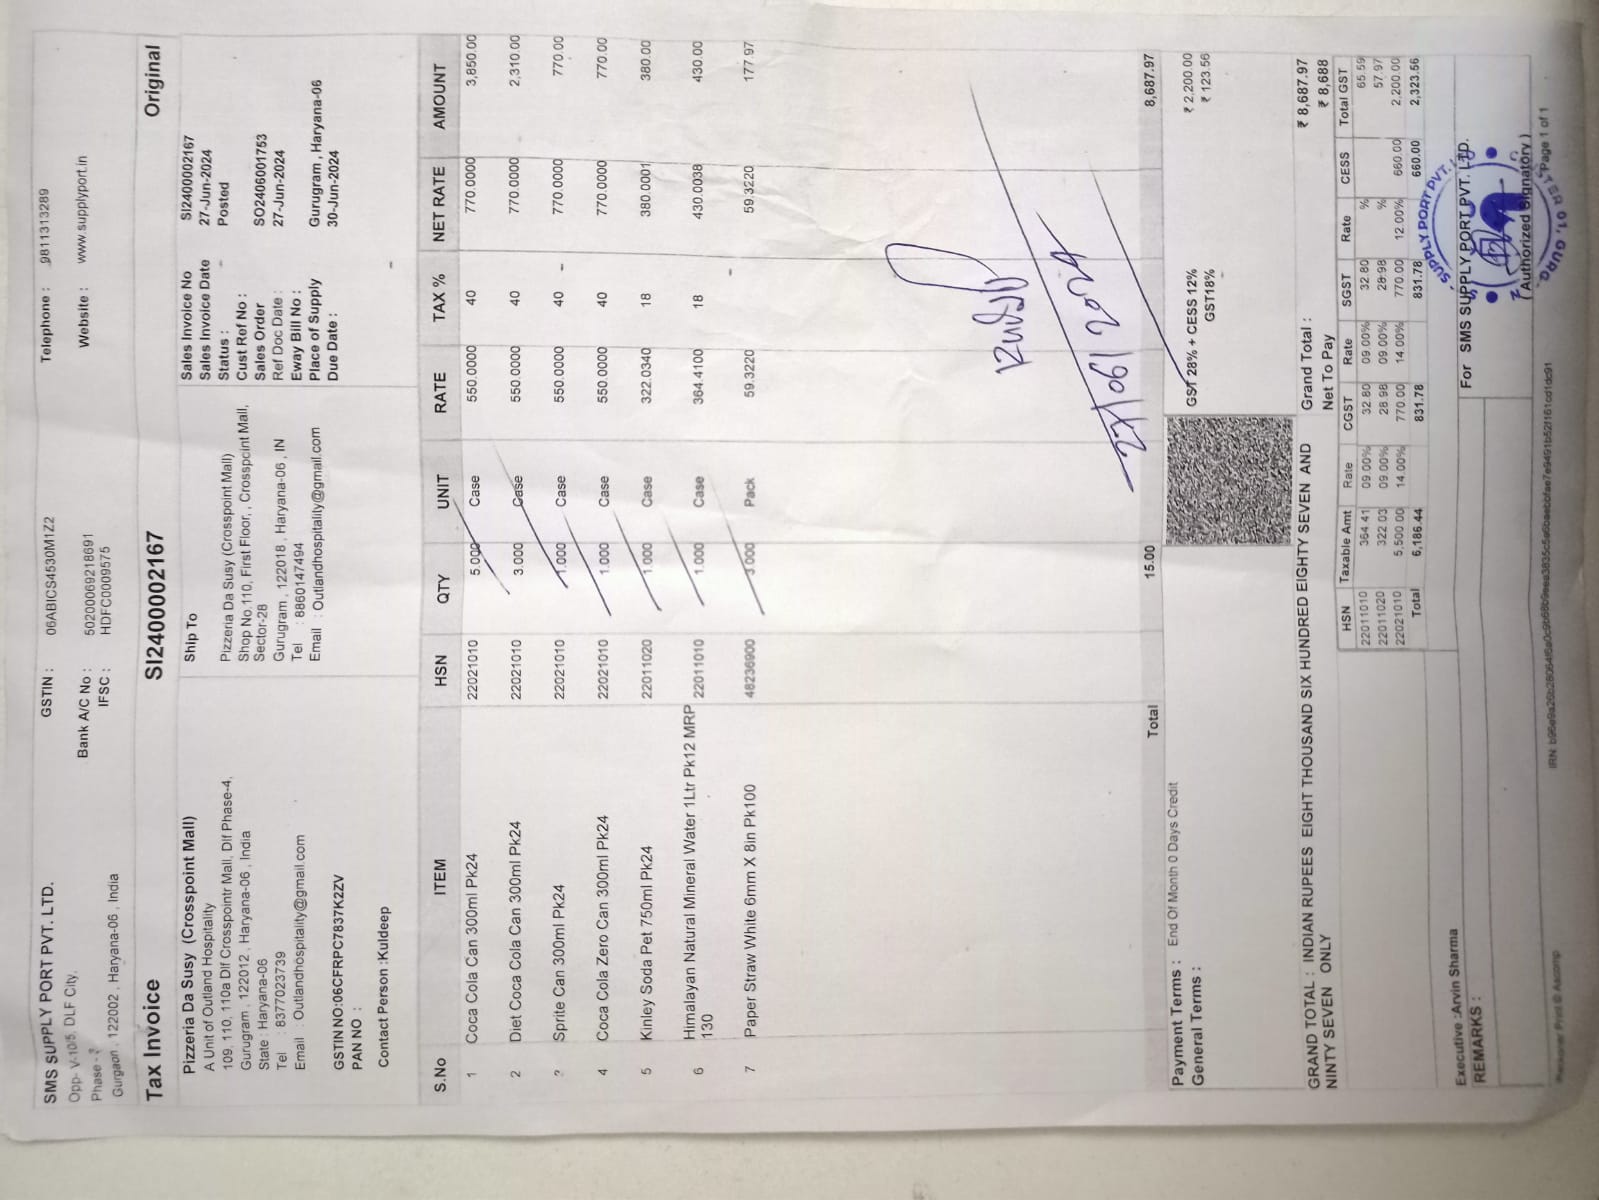 SMS SUPPLY PORT PVT. LTD.
Opp- V-10/5, DLF City,
Phase -
Gurgaon , 122002 , Haryana-06 , India
GSTIN : 06ABICS4530M1Z2
Bank A/C No : 50200069218691
IFSC : HDFC0009575
Telephone : 9811313289
Website : www.supplyport.in
Tax Invoice SI2400002167 Original
Pizzeria Da Susy (Crosspoint Mall)
A Unit of Outland Hospitality
109, 110, 110a Dlf Crosspointr Mall, Dlf Phase-4,
Gurugram , 122012 , Haryana-06 , India
State : Haryana-06
Tel : 8377023739
Email : Outlandhospitality@gmail.com
GSTIN NO:06CFRPC7837K2ZV
PAN NO :
Contact Person :Kuldeep
Ship To
Pizzeria Da Susy (Crosspoint Mall)
Shop No.110, First Floor, , Crosspoint Mall,
Sector-28
Gurugram , 122018 , Haryana-06 , IN
Tel : 8860147494
Email : Outlandhospitality@gmail.com
Sales Invoice No SI2400002167
Sales Invoice Date 27-Jun-2024
Status : Posted
Cust Ref No : -
Sales Order SO2406001753
Ref Doc Date : 27-Jun-2024
Eway Bill No :
Place of Supply Gurugram , Haryana-06
Due Date : 30-Jun-2024
S.No ITEM HSN QTY UNIT RATE TAX % NET RATE AMOUNT
1 Coca Cola Can 300ml Pk24 22021010 5.000 Case 550.0000 40 770.0000 3,850.00
2 Diet Coca Cola Can 300ml Pk24 22021010 3.000 Case 550.0000 40 770.0000 2,310.00
3 Sprite Can 300ml Pk24 22021010 1.000 Case 550.0000 40 770.0000 770.00
4 Coca Cola Zero Can 300ml Pk24 22021010 1.000 Case 550.0000 40 770.0000 770.00
5 Kinley Soda Pet 750ml Pk24 22011020 1.000 Case 322.0340 18 380.0001 380.00
6 Himalayan Natural Mineral Water 1Ltr Pk12 MRP 22011010 1.000 Case 364.4100 18 430.0038 430.00
130
7 Paper Straw White 6mm X 8in Pk100 48236900 3.000 Pack 59.3220 - 59.3220 177.97
27/06/2024
Total 15.00 8,687.97
Payment Terms : End Of Month 0 Days Credit
General Terms :
GST 28% + CESS 12% ₹ 2,200.00
GST18% ₹ 123.56
GRAND TOTAL : INDIAN RUPEES EIGHT THOUSAND SIX HUNDRED EIGHTY SEVEN AND
NINTY SEVEN ONLY
Grand Total : ₹ 8,687.97
Net To Pay ₹ 8,688
HSN Taxable Amt Rate CGST Rate SGST Rate CESS Total GST
22011010 364.41 09.00% 32.80 09.00% 32.80 % 65.59
22011020 322.03 09.00% 28.98 09.00% 28.98 % 57.97
22021010 5,500.00 14.00% 770.00 14.00% 770.00 12.00% 660.00 2,200.00
Total 6,186.44 831.78 831.78 660.00 2,323.56
Executive :Arvin Sharma
REMARKS :
For SMS SUPPLY PORT PVT. LTD.
SUPPLY PORT PVT.
( Authorized Signatory )
Page 1 of 1